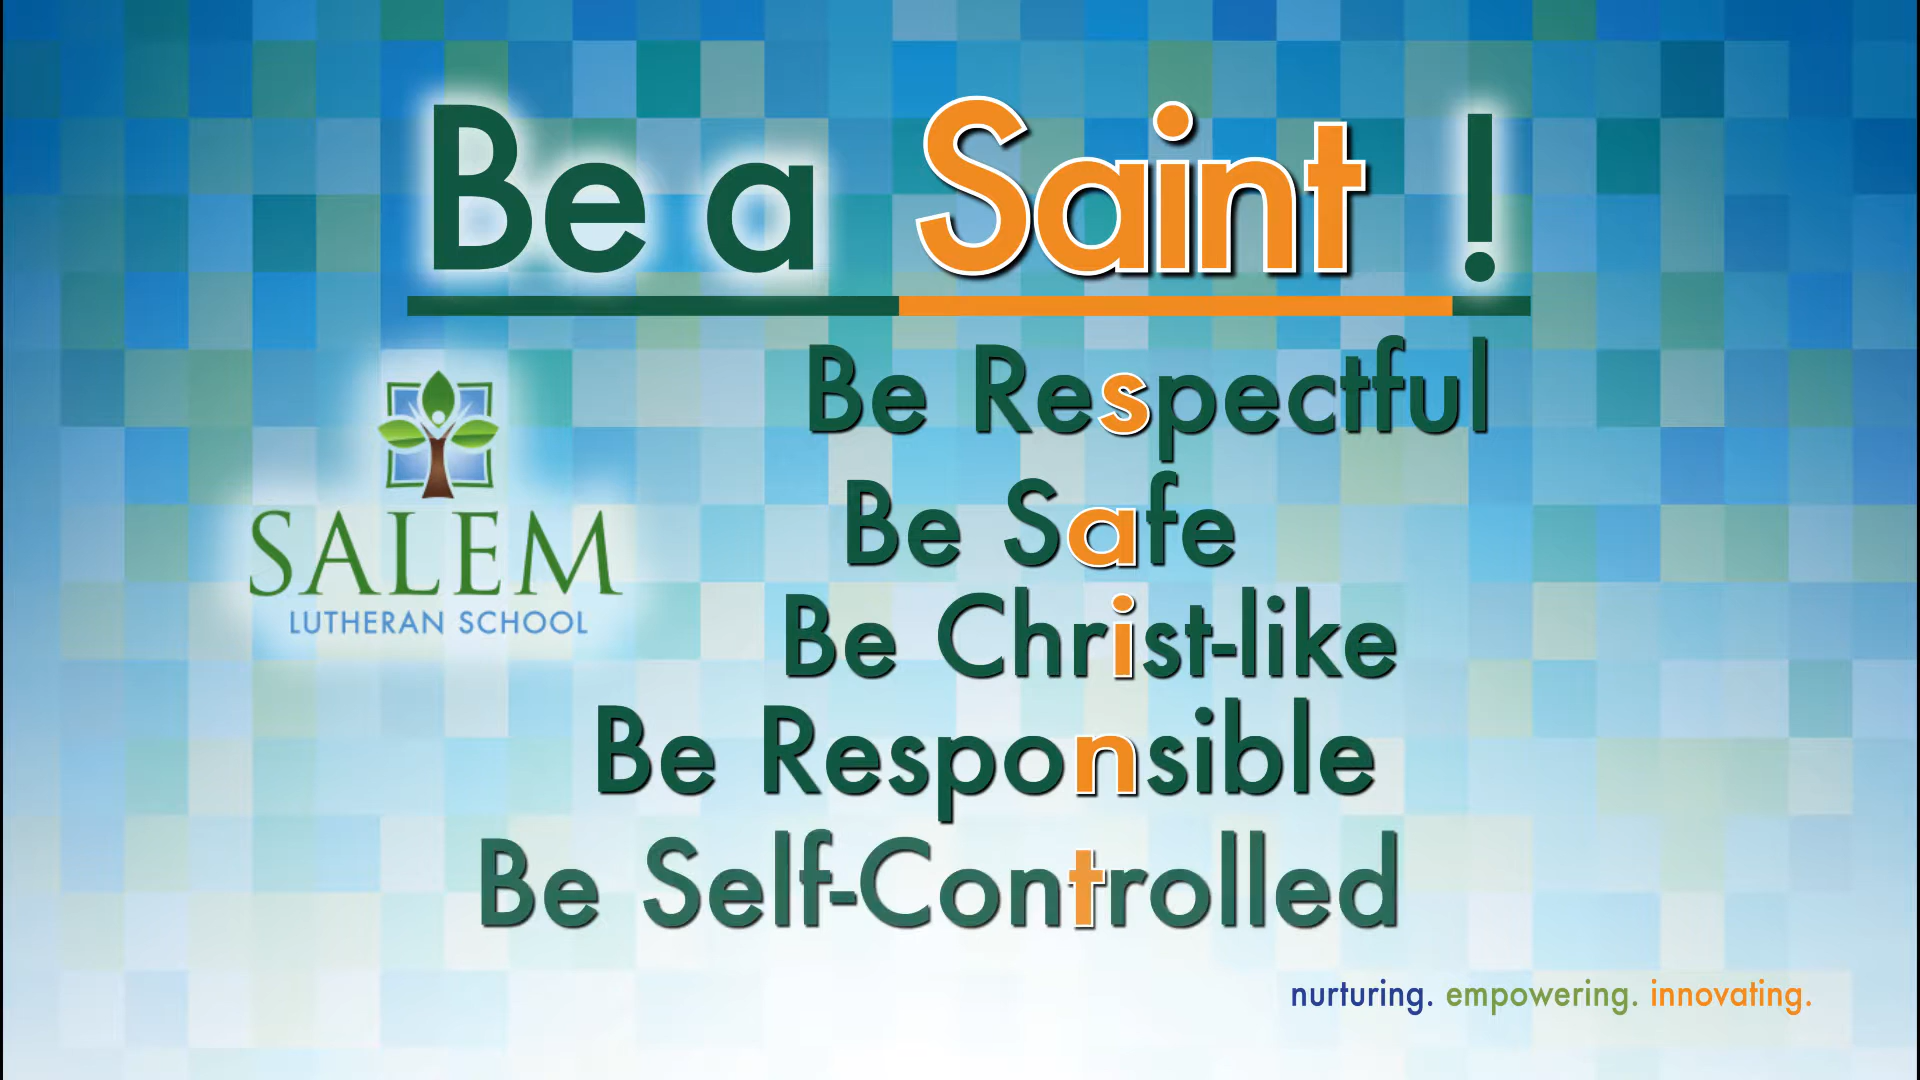 Be a Saint !
Be Respectful
Be Safe
Be Christ-like
Be Responsible
Be Self-Controlled
SALEM
LUTHERAN SCHOOL
nurturing. empowering. innovating.